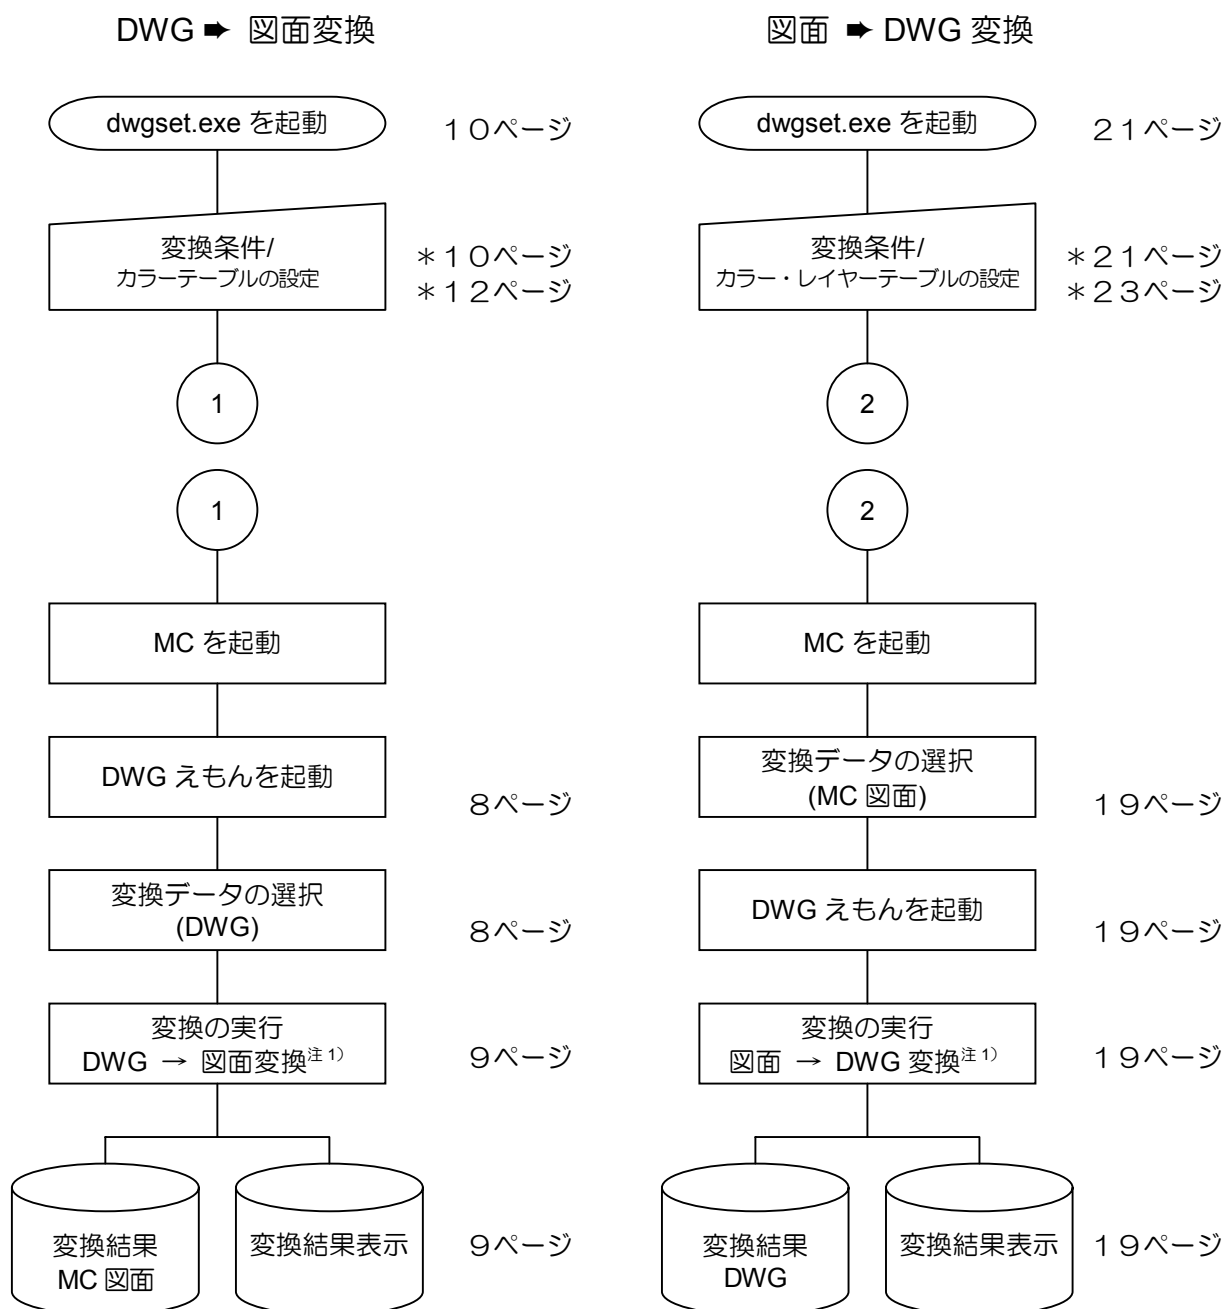 DWG ➨ 図面変換
dwgset.exe を起動
１０ページ
変換条件/
カラーテーブルの設定
＊１０ページ
＊１２ページ
1
1
MC を起動
DWG えもんを起動
８ページ
変換データの選択
(DWG)
８ページ
変換の実行
DWG → 図面変換注1）
９ページ
変換結果
MC 図面
変換結果表示
９ページ
図面 ➨ DWG 変換
dwgset.exe を起動
２１ページ
変換条件/
カラー・レイヤーテーブルの設定
＊２１ページ
＊２３ページ
2
2
MC を起動
変換データの選択
(MC 図面)
１９ページ
DWG えもんを起動
１９ページ
変換の実行
図面 → DWG 変換注1）
１９ページ
変換結果
DWG
変換結果表示
１９ページ